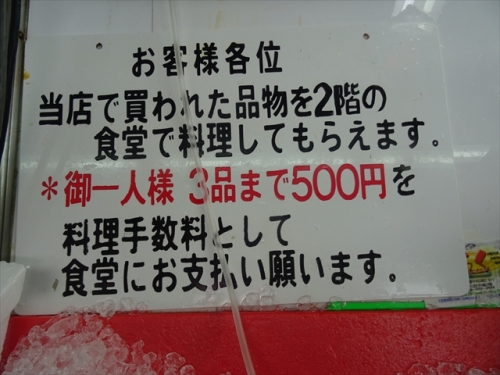 お客様各位
当店で買われた品物を2階の
食堂で料理してもらえます。
*御一人様 3品まで500円を
料理手数料として
食堂にお支払い願います。